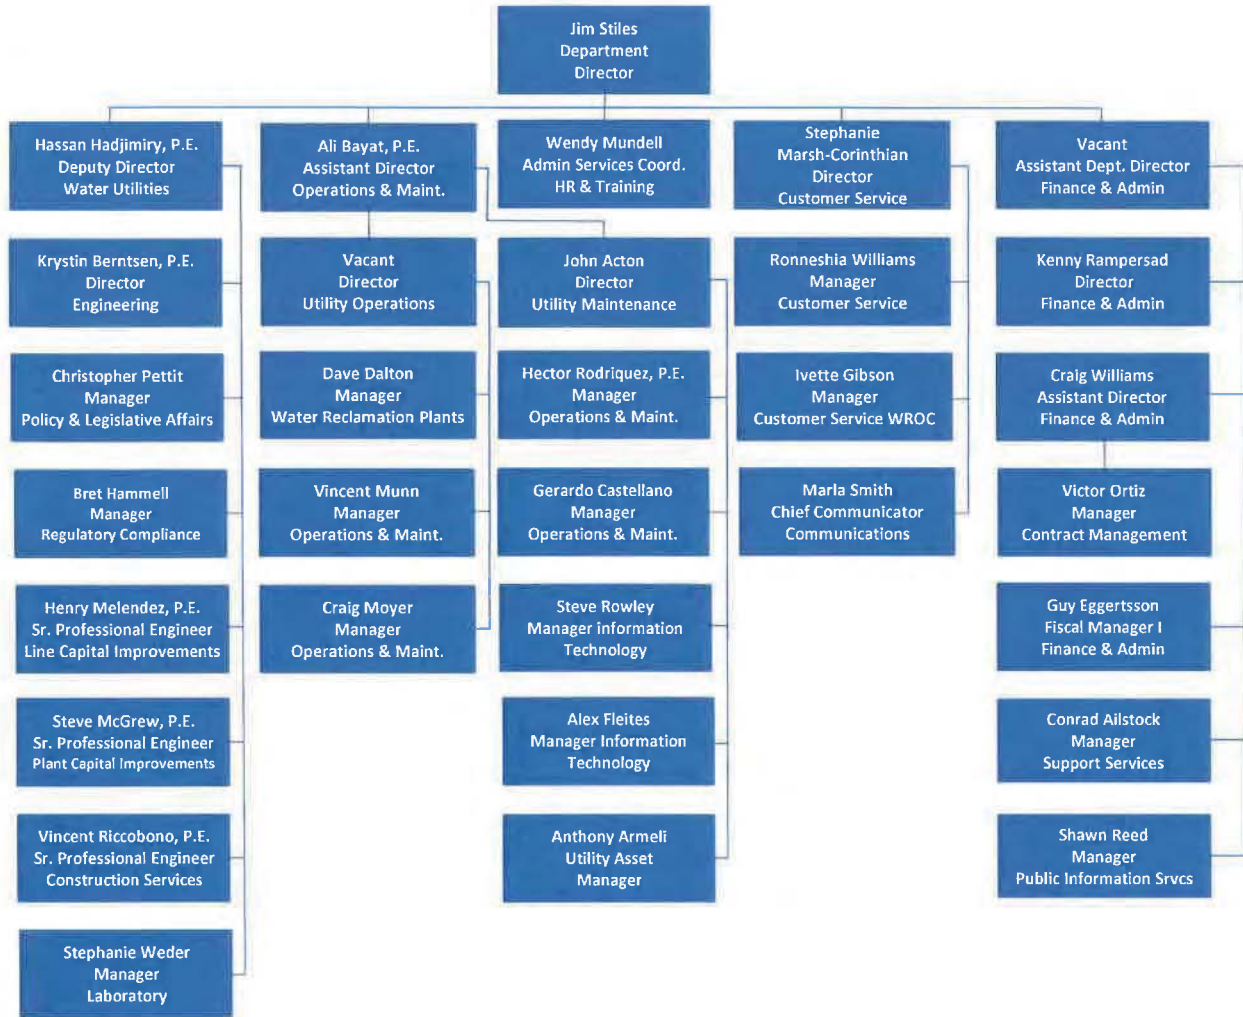 Jim Stiles
Department
Director
Hassan Hadjimiry, P.E.
Deputy Director
Water Utilities
Ali Bayat, P.E.
Assistant Director
Operations & Maint.
Wendy Mundell
Admin Services Coord.
HR & Training
Stephanie
Marsh-Corinthian
Director
Customer Service
Vacant
Assistant Dept. Director
Finance & Admin
Krystin Berntsen, P.E.
Director
Engineering
Vacant
Director
Utility Operations
John Acton
Director
Utility Maintenance
Ronneshia Williams
Manager
Customer Service
Kenny Rampersad
Director
Finance & Admin
Christopher Pettit
Manager
Policy & Legislative Affairs
Dave Dalton
Manager
Water Reclamation Plants
Hector Rodriquez, P.E.
Manager
Operations & Maint.
Ivette Gibson
Manager
Customer Service WROC
Craig Williams
Assistant Director
Finance & Admin
Bret Hammell
Manager
Regulatory Compliance
Vincent Munn
Manager
Operations & Maint.
Gerardo Castellano
Manager
Operations & Maint.
Marla Smith
Chief Communicator
Communications
Victor Ortiz
Manager
Contract Management
Henry Melendez, P.E.
Sr. Professional Engineer
Line Capital Improvements
Craig Moyer
Manager
Operations & Maint.
Steve Rowley
Manager information
Technology
Guy Eggertsson
Fiscal Manager I
Finance & Admin
Steve McGrew, P.E.
Sr. Professional Engineer
Plant Capital Improvements
Alex Fleites
Manager Information
Technology
Conrad Ailstock
Manager
Support Services
Vincent Riccobono, P.E.
Sr. Professional Engineer
Construction Services
Anthony Armeli
Utility Asset
Manager
Shawn Reed
Manager
Public Information Srvcs
Stephanie Weder
Manager
Laboratory